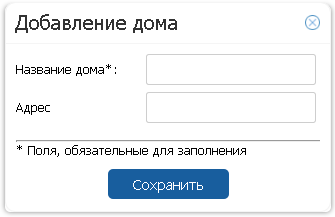 Добавление дома
Название дома*:
Адрес
* Поля, обязательные для заполнения
Сохранить